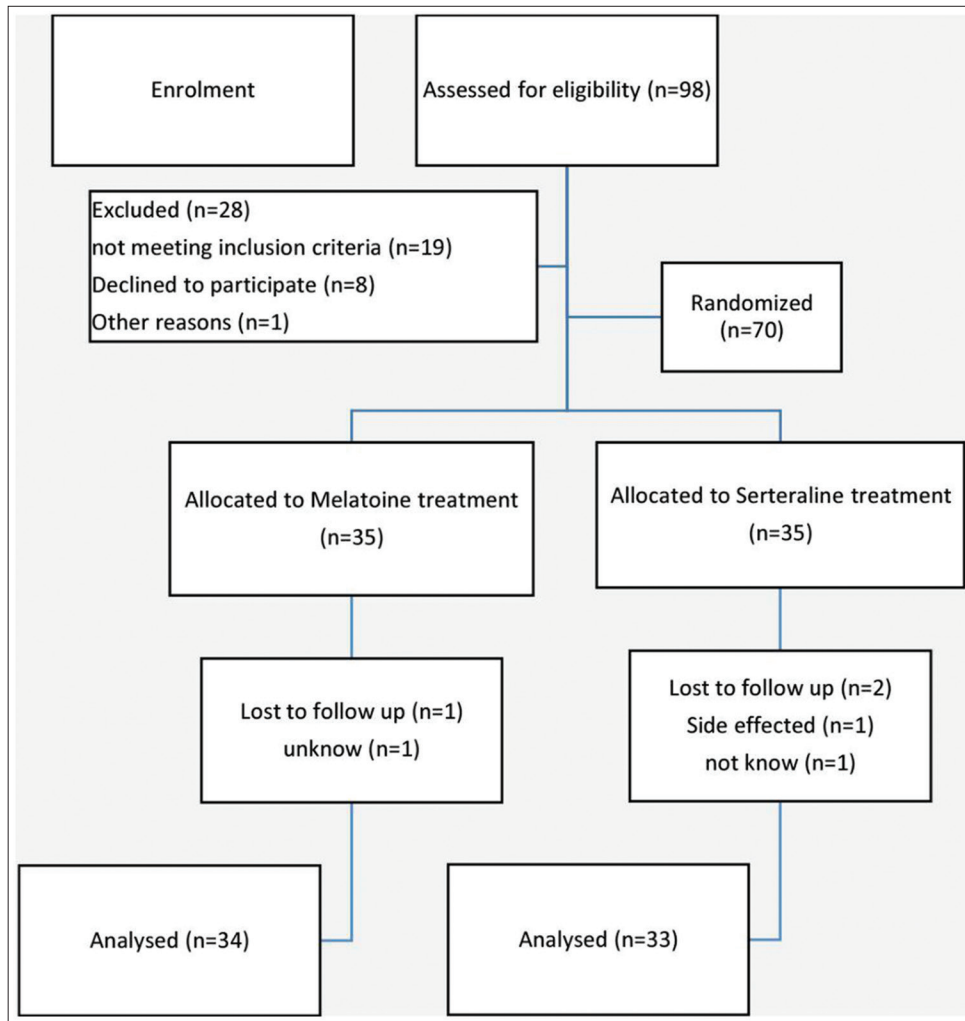 Enrolment
Assessed for eligibility (n=98)
Excluded (n=28)
not meeting inclusion criteria (n=19)
Declined to participate (n=8)
Other reasons (n=1)
Randomized
(n=70)
Allocated to Melatoine treatment
(n=35)
Allocated to Serteraline treatment
(n=35)
Lost to follow up (n=1)
unknow (n=1)
Lost to follow up (n=2)
Side effected (n=1)
not know (n=1)
Analysed (n=34)
Analysed (n=33)